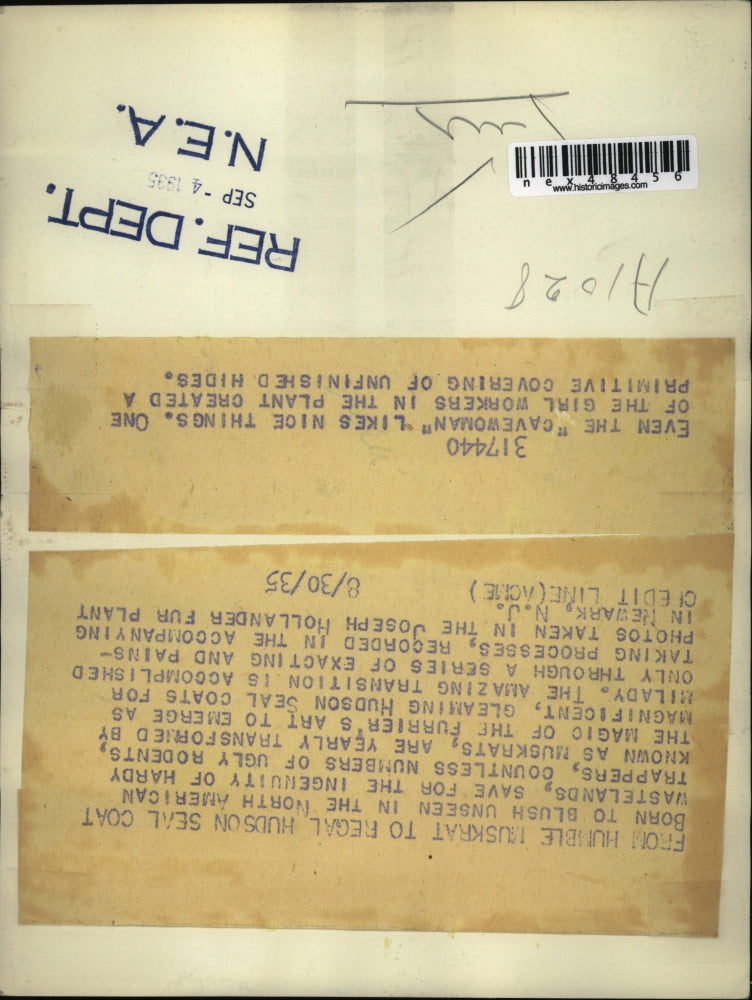 FROM HUMBLE MUSKRAT TO REGAL HUDSON SEAL COAT
BORN TO BLUSH UNSEEN IN THE NORTH AMERICAN
WASTELANDS, SAVE FOR THE INGENUITY OF HARDY
TRAPPERS, COUNTLESS NUMBERS OF UGLY RODENTS,
KNOWN AS MUSKRATS, ARE YEARLY TRANSFORMED BY
THE MAGIC OF THE FURRIER'S ART TO EMERGE AS
MAGNIFICENT, GLEAMING HUDSON SEAL COATS FOR
MILADY. THE AMAZING TRANSITION IS ACCOMPLISHED
ONLY THROUGH A SERIES OF EXACTING AND PAINS-
TAKING PROCESSES, RECORDED IN THE ACCOMPANYING
PHOTOS TAKEN IN THE JOSEPH HOLLANDER FUR PLANT
IN NEWARK, N.J.
CREDIT LINE(ACME) 8/30/35
317440
EVEN THE "CAVEWOMAN" LIKES NICE THINGS. ONE
OF THE GIRL WORKERS IN THE PLANT CREATED A
PRIMITIVE COVERING OF UNFINISHED HIDES.
A1028
REF. DEPT.
SEP - 4 1935
N.E.A.
nex48456
www.historicimages.com